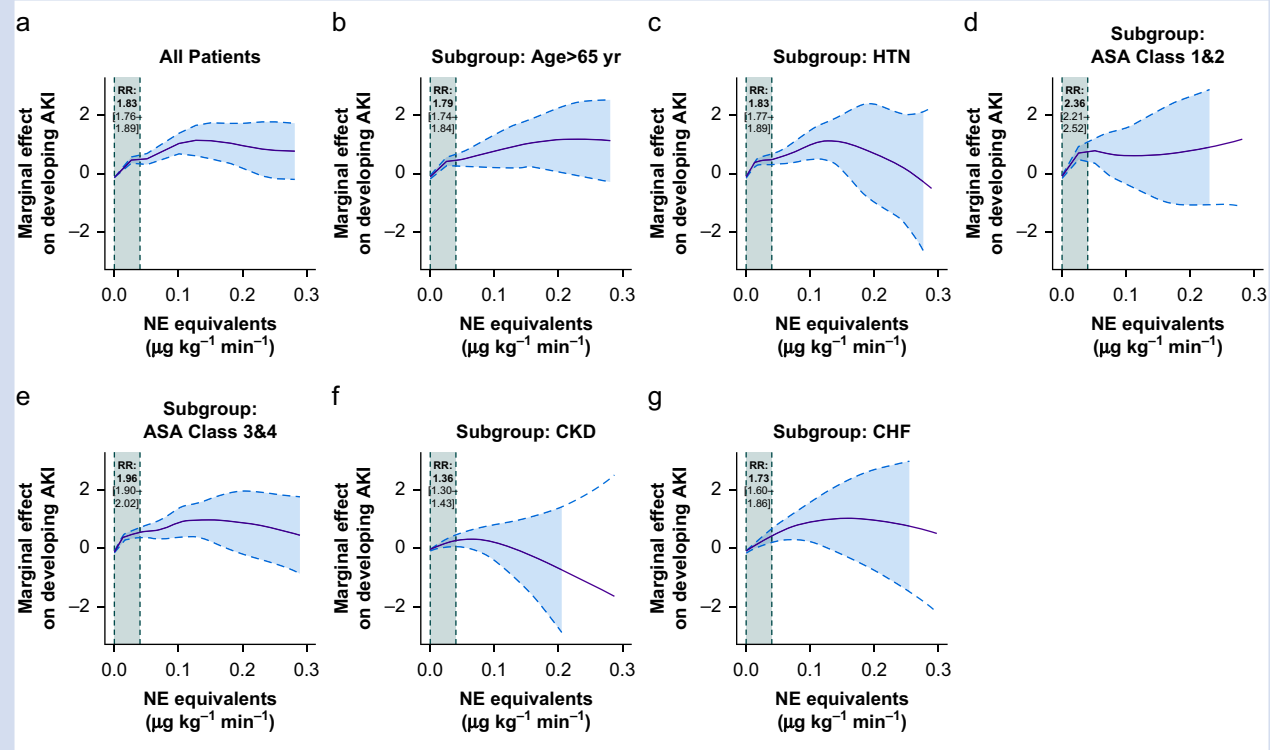 a
All Patients
Marginal effect
on developing AKI
2
0
–2
RR:
1.83
[1.76–
1.89]
0.0 0.1 0.2 0.3
NE equivalents
(μg kg⁻¹ min⁻¹)
b
Subgroup: Age>65 yr
Marginal effect
on developing AKI
2
0
–2
RR:
1.79
[1.74–
1.84]
0.0 0.1 0.2 0.3
NE equivalents
(μg kg⁻¹ min⁻¹)
c
Subgroup: HTN
Marginal effect
on developing AKI
2
0
–2
RR:
1.83
[1.77–
1.89]
0.0 0.1 0.2 0.3
NE equivalents
(μg kg⁻¹ min⁻¹)
d
Subgroup:
ASA Class 1&2
Marginal effect
on developing AKI
2
0
–2
RR:
2.36
[2.21–
2.52]
0.0 0.1 0.2 0.3
NE equivalents
(μg kg⁻¹ min⁻¹)
e
Subgroup:
ASA Class 3&4
Marginal effect
on developing AKI
2
0
–2
RR:
1.96
[1.90–
2.02]
0.0 0.1 0.2 0.3
NE equivalents
(μg kg⁻¹ min⁻¹)
f
Subgroup: CKD
Marginal effect
on developing AKI
2
0
–2
RR:
1.36
[1.30–
1.43]
0.0 0.1 0.2 0.3
NE equivalents
(μg kg⁻¹ min⁻¹)
g
Subgroup: CHF
Marginal effect
on developing AKI
2
0
–2
RR:
1.73
[1.60–
1.86]
0.0 0.1 0.2 0.3
NE equivalents
(μg kg⁻¹ min⁻¹)